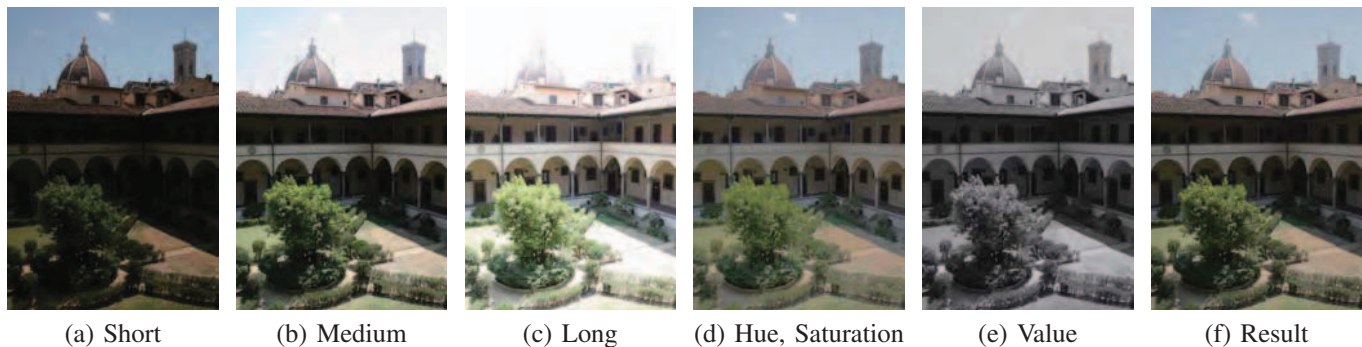 (a) Short (b) Medium (c) Long (d) Hue, Saturation (e) Value (f) Result